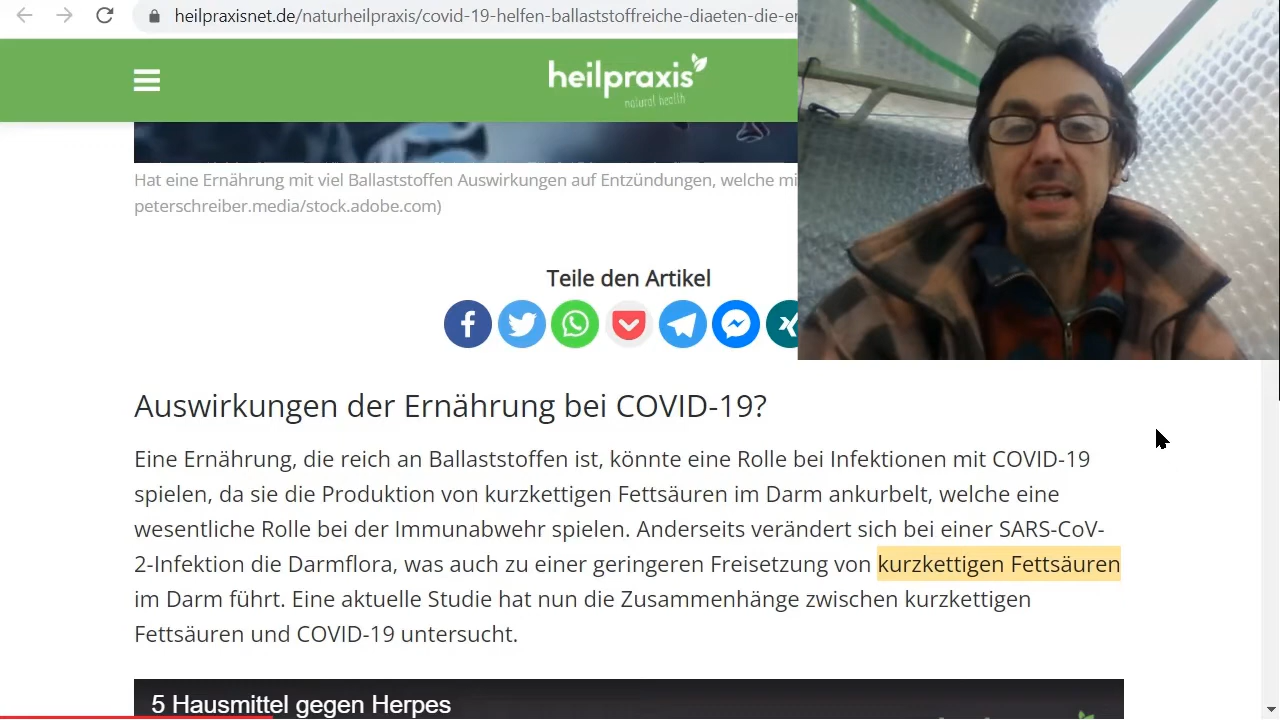 heilpraxisnet.de/naturheilpraxis/covid-19-helfen-ballaststoffreiche-diaeten-die-er
heilpraxis
natural health
Hat eine Ernährung mit viel Ballaststoffen Auswirkungen auf Entzündungen, welche mi
peterschreiber.media/stock.adobe.com)
Teile den Artikel
Auswirkungen der Ernährung bei COVID-19?
Eine Ernährung, die reich an Ballaststoffen ist, könnte eine Rolle bei Infektionen mit COVID-19
spielen, da sie die Produktion von kurzkettigen Fettsäuren im Darm ankurbelt, welche eine
wesentliche Rolle bei der Immunabwehr spielen. Anderseits verändert sich bei einer SARS-CoV-
2-Infektion die Darmflora, was auch zu einer geringeren Freisetzung von kurzkettigen Fettsäuren
im Darm führt. Eine aktuelle Studie hat nun die Zusammenhänge zwischen kurzkettigen
Fettsäuren und COVID-19 untersucht.
5 Hausmittel gegen Herpes